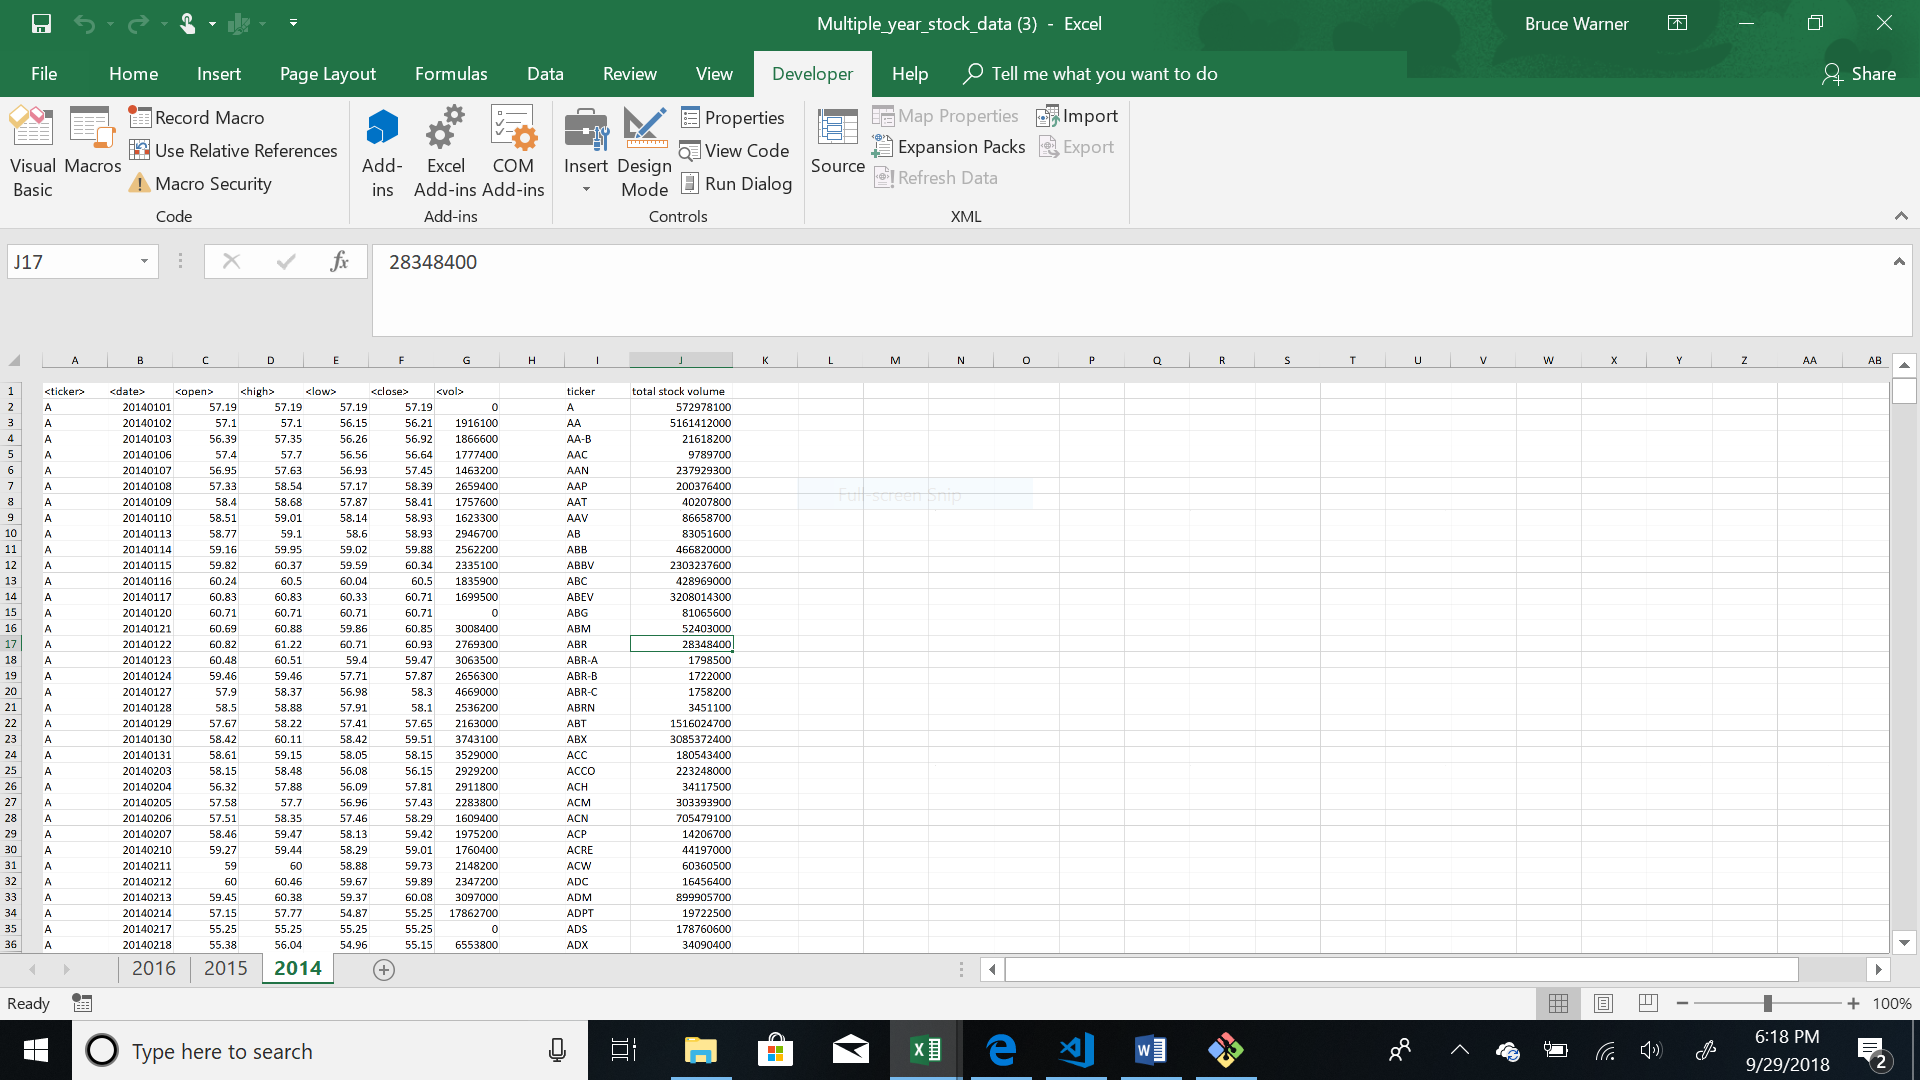 Multiple_year_stock_data (3) - Excel
Bruce Warner
File Home Insert Page Layout Formulas Data Review View Developer Help Tell me what you want to do Share
Visual Basic
Macros
Record Macro
Use Relative References
Macro Security
Code
Add-ins
Excel Add-ins
COM Add-ins
Add-ins
Insert
Design Mode
Properties
View Code
Run Dialog
Controls
Source
Map Properties
Expansion Packs
Refresh Data
Import
Export
XML
J17
fx
28348400
A B C D E F G H I J K L M N O P Q R S T U V W X Y Z AA AB
1 <ticker> <date> <open> <high> <low> <close> <vol> ticker total stock volume
2 A 20140101 57.19 57.19 57.19 57.19 0 A 572978100
3 A 20140102 57.1 57.1 56.15 56.21 1916100 AA 5161412000
4 A 20140103 56.39 57.35 56.26 56.92 1866600 AA-B 21618200
5 A 20140106 57.4 57.7 56.56 56.64 1777400 AAC 9789700
6 A 20140107 56.95 57.63 56.93 57.45 1463200 AAN 237929300
7 A 20140108 57.33 58.54 57.17 58.39 2659400 AAP 200376400
Full-screen Snip
8 A 20140109 58.4 58.68 57.87 58.41 1757600 AAT 40207800
9 A 20140110 58.51 59.01 58.14 58.93 1623300 AAV 86658700
10 A 20140113 58.77 59.1 58.6 58.93 2946700 AB 83051600
11 A 20140114 59.16 59.95 59.02 59.88 2562200 ABB 466820000
12 A 20140115 59.82 60.37 59.59 60.34 2335100 ABBV 2303237600
13 A 20140116 60.24 60.5 60.04 60.5 1835900 ABC 428969000
14 A 20140117 60.83 60.83 60.33 60.71 1699500 ABEV 3208014300
15 A 20140120 60.71 60.71 60.71 60.71 0 ABG 81065600
16 A 20140121 60.69 60.88 59.86 60.85 3008400 ABM 52403000
17 A 20140122 60.82 61.22 60.71 60.93 2769300 ABR 28348400
18 A 20140123 60.48 60.51 59.4 59.47 3063500 ABR-A 1798500
19 A 20140124 59.46 59.46 57.71 57.87 2656300 ABR-B 1722000
20 A 20140127 57.9 58.37 56.98 58.3 4669000 ABR-C 1758200
21 A 20140128 58.5 58.88 57.91 58.1 2536200 ABRN 3451100
22 A 20140129 57.67 58.22 57.41 57.65 2163000 ABT 1516024700
23 A 20140130 58.42 60.11 58.42 59.51 3743100 ABX 3085372400
24 A 20140131 58.61 59.15 58.05 58.15 3529000 ACC 180543400
25 A 20140203 58.15 58.48 56.08 56.15 2929200 ACCO 223248000
26 A 20140204 56.32 57.88 56.09 57.81 2911800 ACH 34117500
27 A 20140205 57.58 57.7 56.96 57.43 2283800 ACM 303393900
28 A 20140206 57.51 58.35 57.46 58.29 1609400 ACN 705479100
29 A 20140207 58.46 59.47 58.13 59.42 1975200 ACP 14206700
30 A 20140210 59.27 59.44 58.29 59.01 1760400 ACRE 44197000
31 A 20140211 59 60 58.88 59.73 2148200 ACW 60360500
32 A 20140212 60 60.46 59.67 59.89 2347200 ADC 16456400
33 A 20140213 59.45 60.38 59.37 60.08 3097000 ADM 899905700
34 A 20140214 57.15 57.77 54.87 55.25 17862700 ADPT 19722500
35 A 20140217 55.25 55.25 55.25 55.25 0 ADS 178760600
36 A 20140218 55.38 56.04 54.96 55.15 6553800 ADX 34090400
2016 2015 2014
Ready
100%
Type here to search
6:18 PM
9/29/2018
2